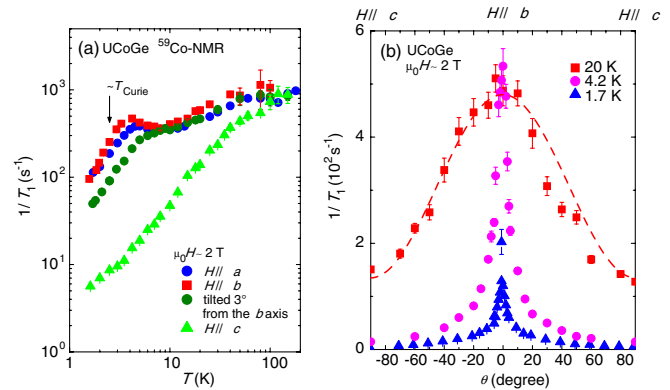 H// c H// b H// c
(a) UCoGe ⁵⁹Co-NMR
~T_Curie
10³
10²
10¹
10⁰
1/ T₁ (s⁻¹)
μ₀H~ 2 T
H// a
H// b
tilted 3°
from the b axis
H// c
1 10 100
T (K)
(b) UCoGe
μ₀H~ 2 T
20 K
4.2 K
1.7 K
6
4
2
0
1/ T₁ (10² s⁻¹)
-80 -60 -40 -20 0 20 40 60 80
θ (degree)